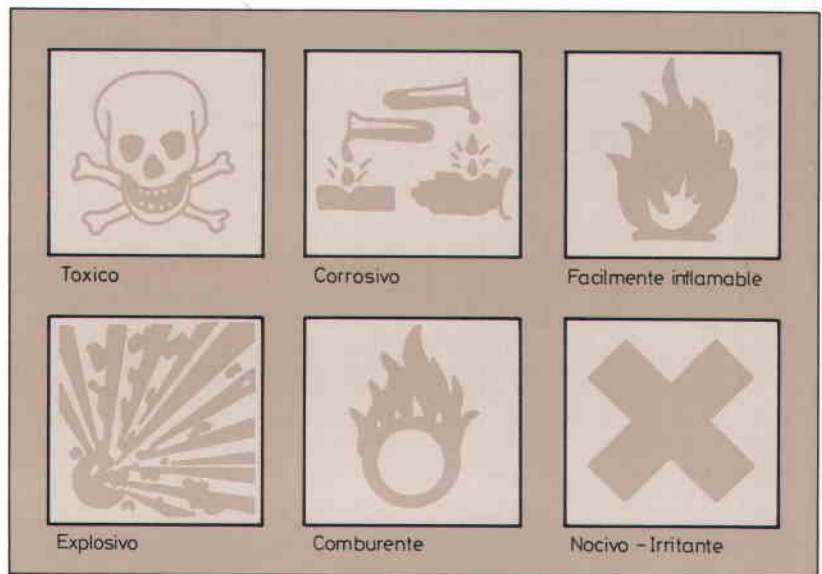 Toxico
Corrosivo
Facilmente inflamable
Explosivo
Comburente
Nocivo - Irritante